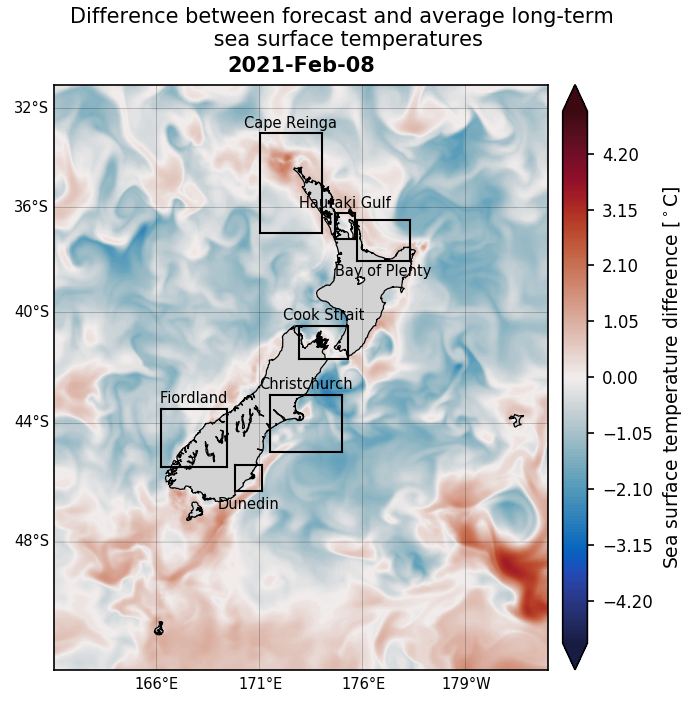 Difference between forecast and average long-term
sea surface temperatures
2021-Feb-08
32°S
36°S
40°S
44°S
48°S
Cape Reinga
Hauraki Gulf
Bay of Plenty
Cook Strait
Christchurch
Fiordland
Dunedin
166°E
171°E
176°E
179°W
4.20
3.15
2.10
1.05
0.00
−1.05
−2.10
−3.15
−4.20
Sea surface temperature difference [°C]